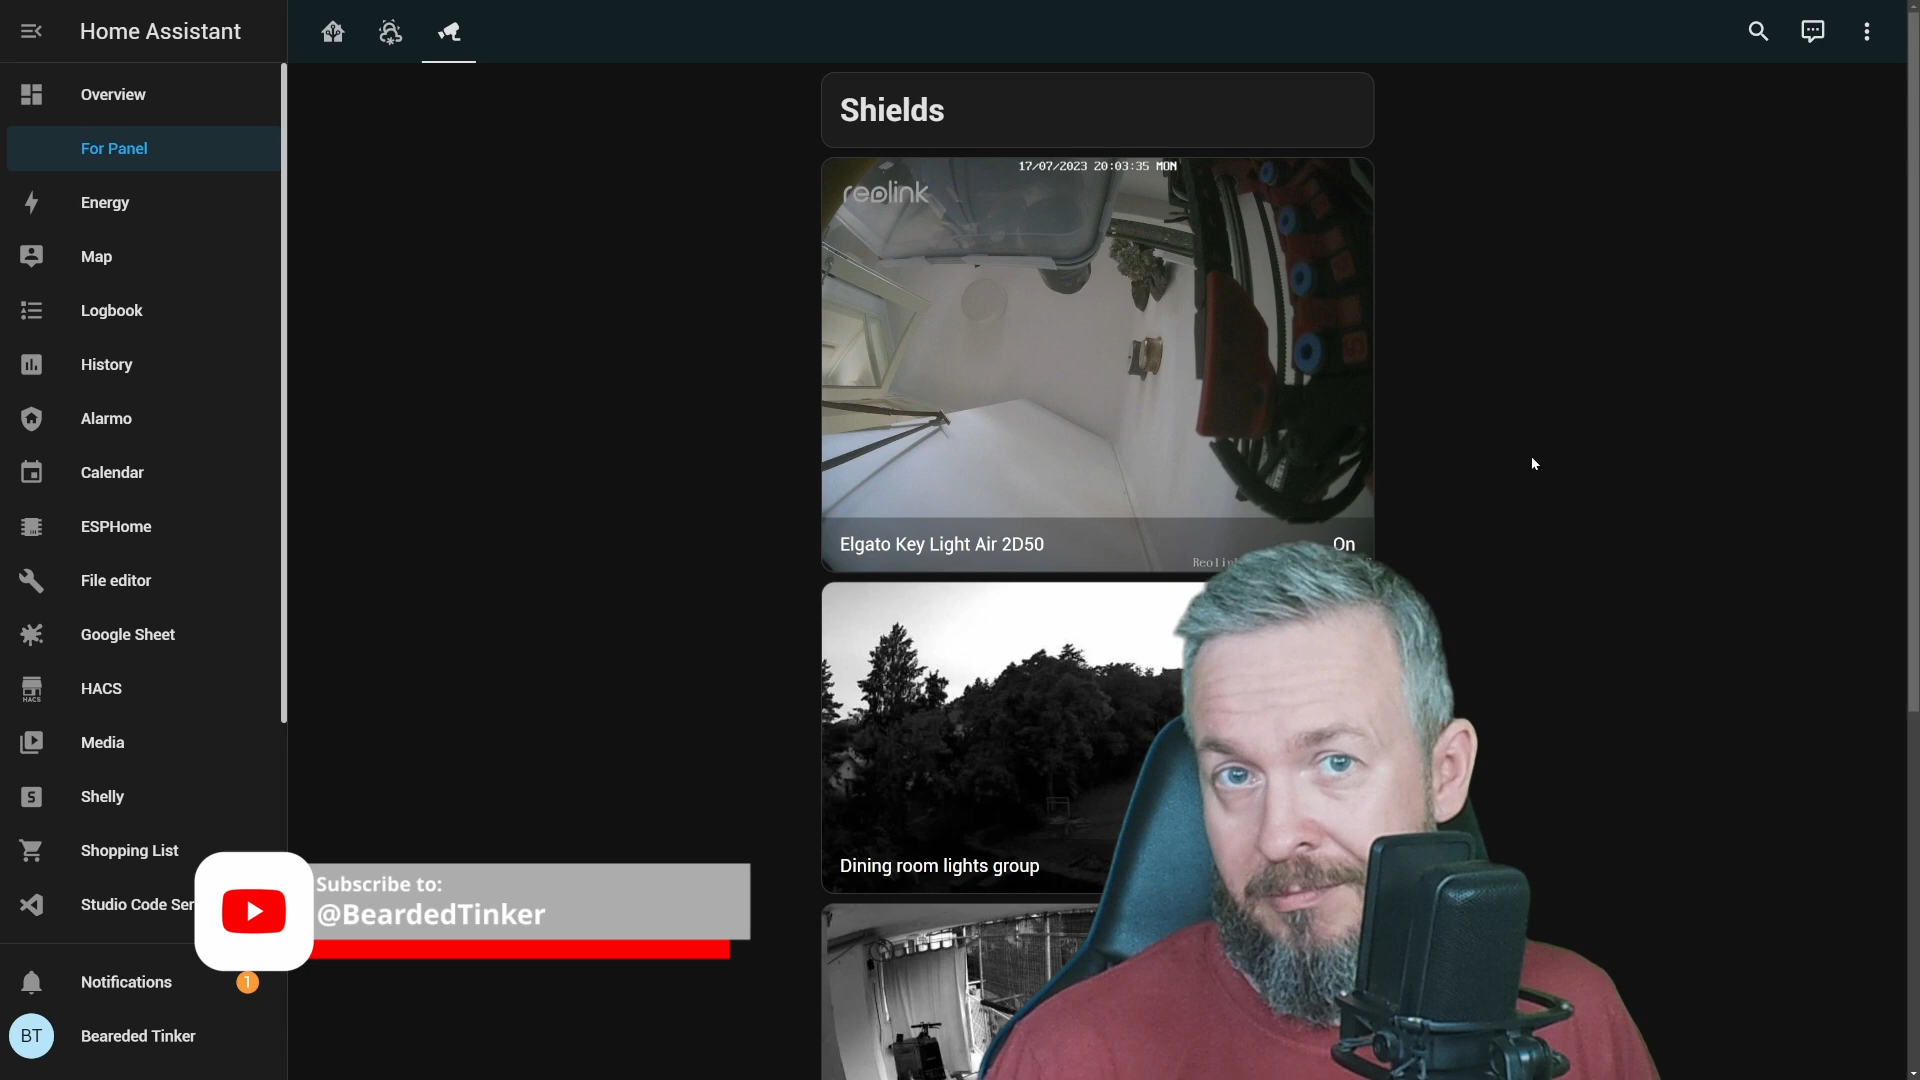 Home Assistant
Overview
For Panel
Energy
Map
Logbook
History
Alarmo
Calendar
ESPHome
File editor
Google Sheet
HACS
HACS
Media
S
Shelly
Shopping List
Studio Code Ser
Notifications
1
BT
Beareded Tinker
Shields
17/07/2023 20:03:35 MON
reolink
Elgato Key Light Air 2D50
On
Dining room lights group
Subscribe to:
@BeardedTinker